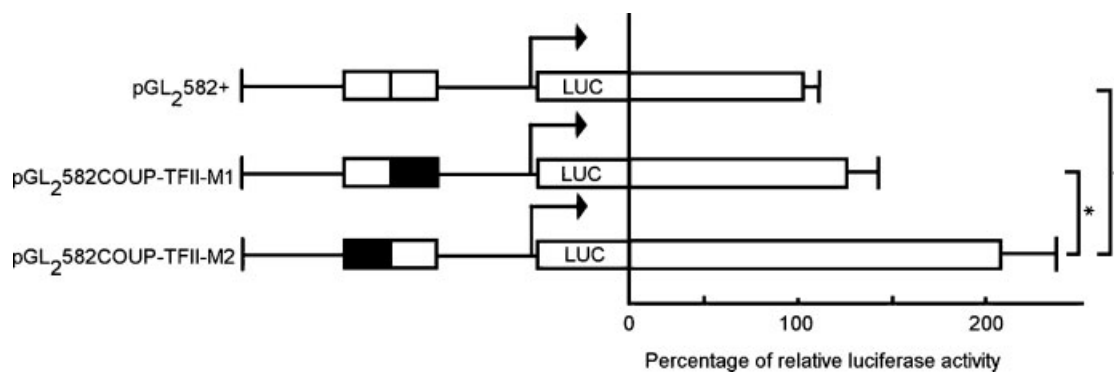 pGL2582+
LUC
pGL2582COUP-TFII-M1
LUC
*
pGL2582COUP-TFII-M2
LUC
0
100
200
Percentage of relative luciferase activity